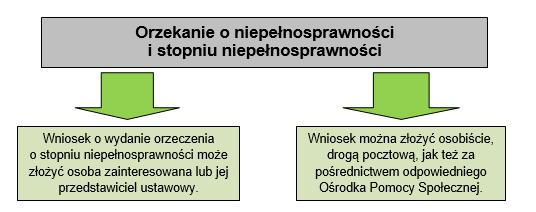 Orzekanie o niepełnosprawności
i stopniu niepełnosprawności
Wniosek o wydanie orzeczenia
o stopniu niepełnosprawności może
złożyć osoba zainteresowana lub jej
przedstawiciel ustawowy.
Wniosek można złożyć osobiście,
drogą pocztową, jak też za
pośrednictwem odpowiedniego
Ośrodka Pomocy Społecznej.